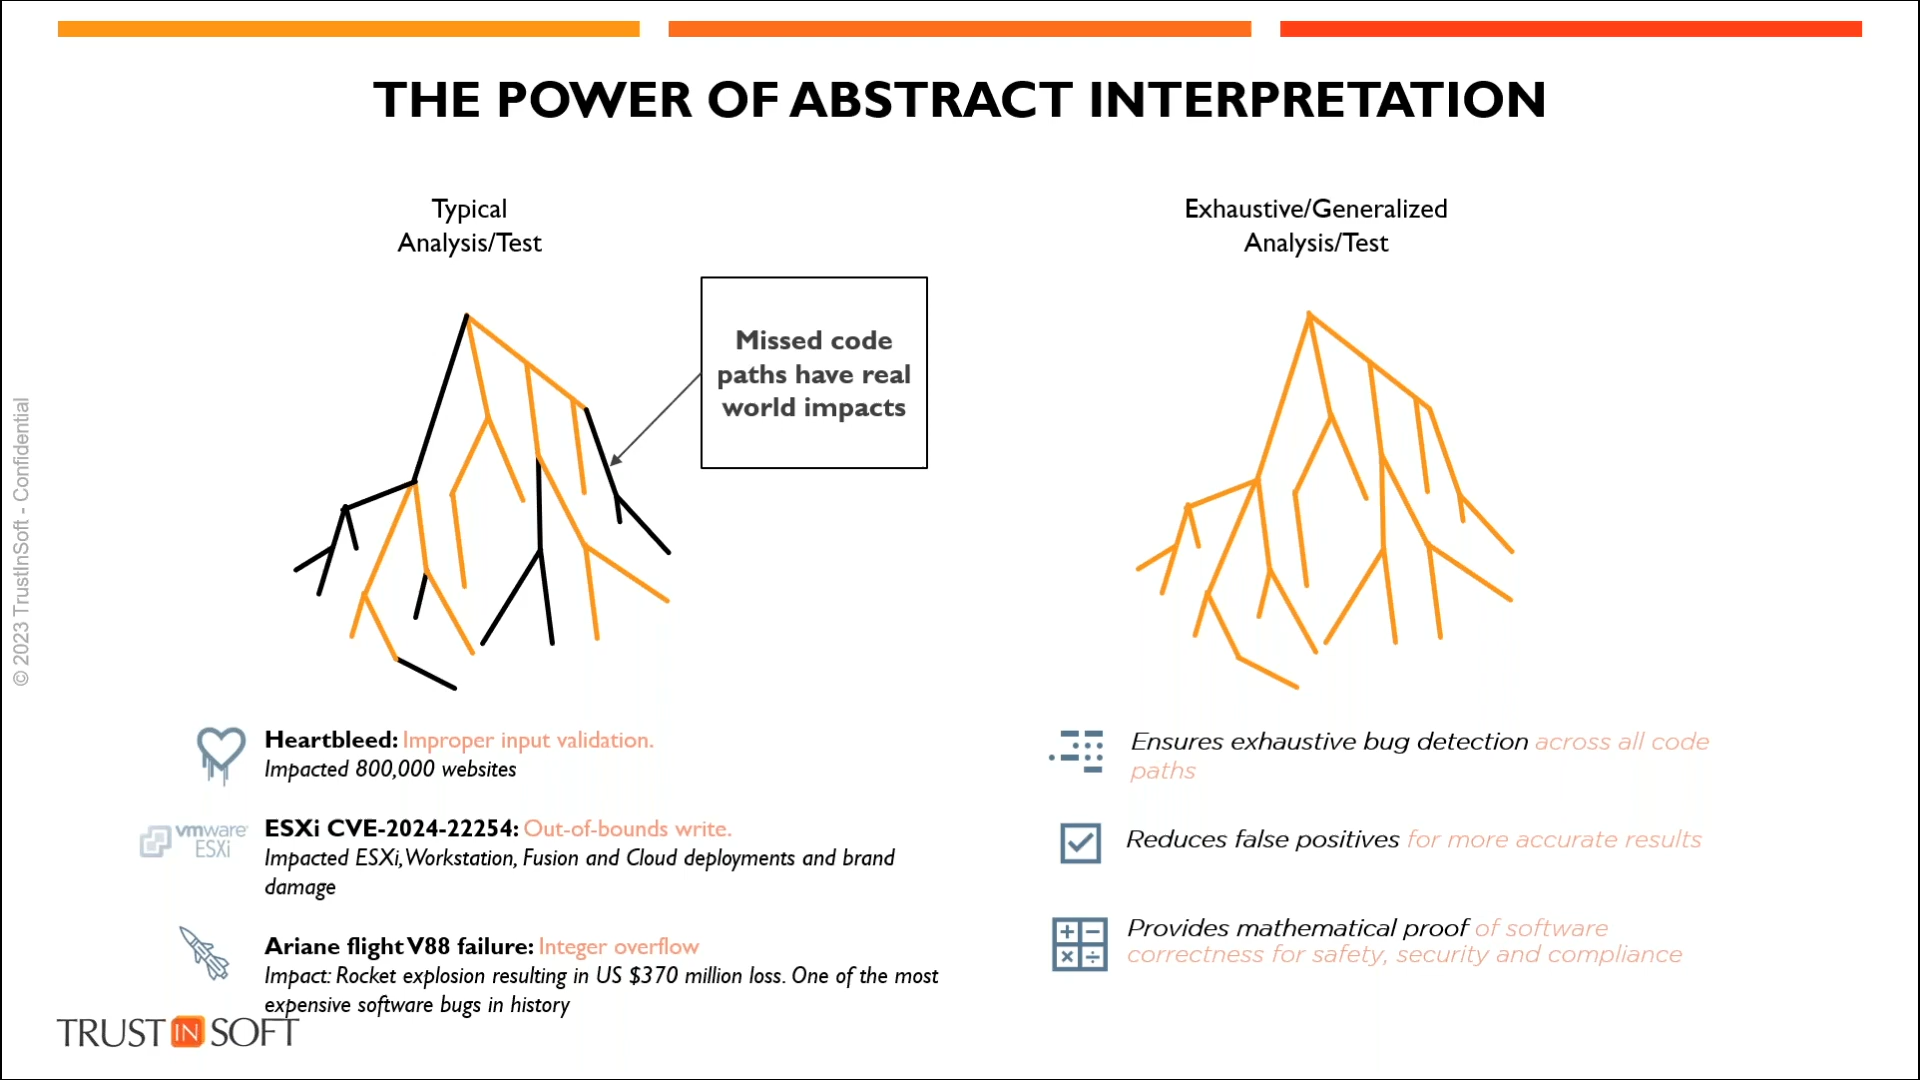 THE POWER OF ABSTRACT INTERPRETATION
Typical
Analysis/Test
Exhaustive/Generalized
Analysis/Test
Missed code
paths have real
world impacts
Heartbleed: Improper input validation.
Impacted 800,000 websites
vmware
ESXi
ESXi CVE-2024-22254: Out-of-bounds write.
Impacted ESXi, Workstation, Fusion and Cloud deployments and brand
damage
Ariane flight V88 failure: Integer overflow
Impact: Rocket explosion resulting in US $370 million loss. One of the most
expensive software bugs in history
Ensures exhaustive bug detection across all code
paths
Reduces false positives for more accurate results
Provides mathematical proof of software
correctness for safety, security and compliance
TRUST IN SOFT
© 2023 TrustInSoft - Confidential